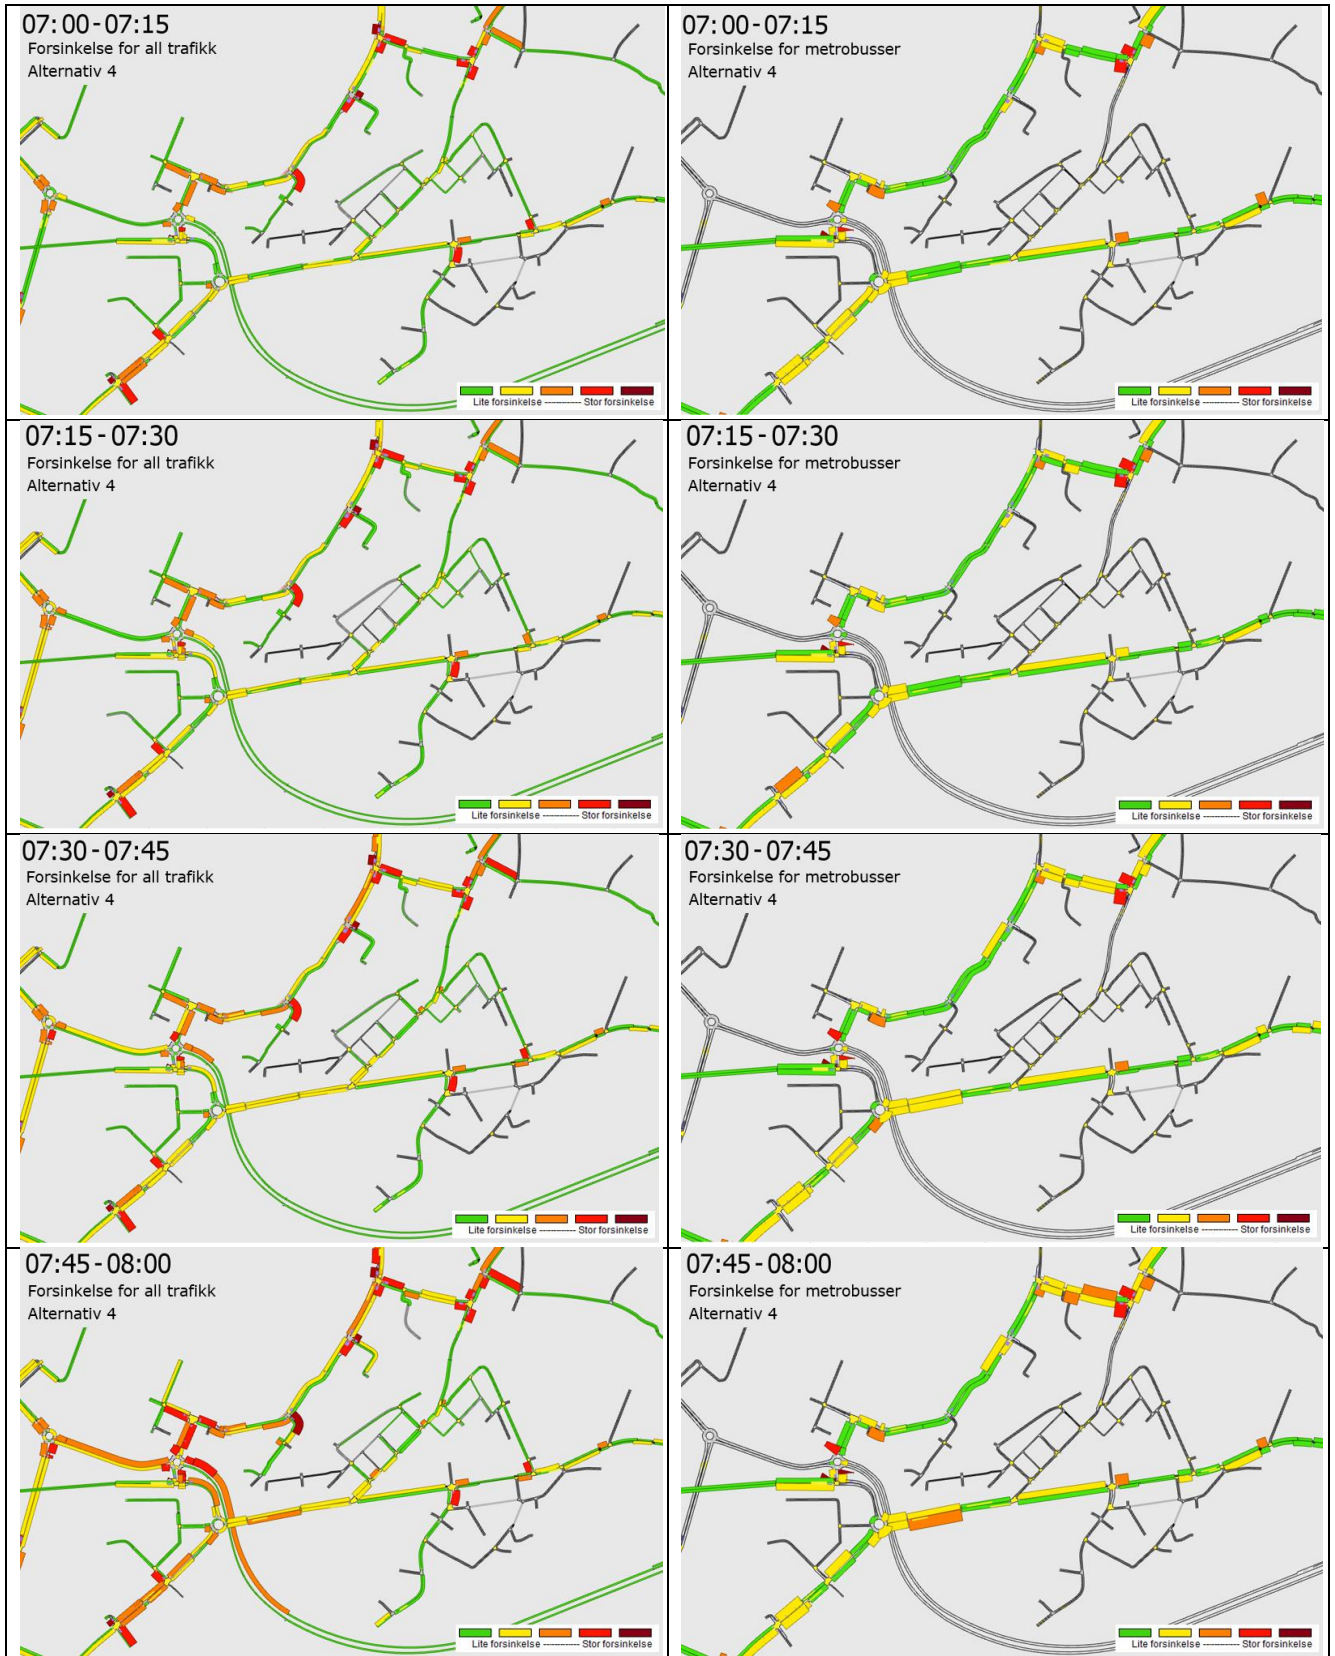 07:00-07:15
Forsinkelse for all trafikk
Alternativ 4
Lite forsinkelse ------------ Stor forsinkelse
07:00-07:15
Forsinkelse for metrobusser
Alternativ 4
Lite forsinkelse ------------ Stor forsinkelse
07:15-07:30
Forsinkelse for all trafikk
Alternativ 4
Lite forsinkelse ------------ Stor forsinkelse
07:15-07:30
Forsinkelse for metrobusser
Alternativ 4
Lite forsinkelse ------------ Stor forsinkelse
07:30-07:45
Forsinkelse for all trafikk
Alternativ 4
Lite forsinkelse ------------ Stor forsinkelse
07:30-07:45
Forsinkelse for metrobusser
Alternativ 4
Lite forsinkelse ------------ Stor forsinkelse
07:45-08:00
Forsinkelse for all trafikk
Alternativ 4
Lite forsinkelse ------------ Stor forsinkelse
07:45-08:00
Forsinkelse for metrobusser
Alternativ 4
Lite forsinkelse ------------ Stor forsinkelse